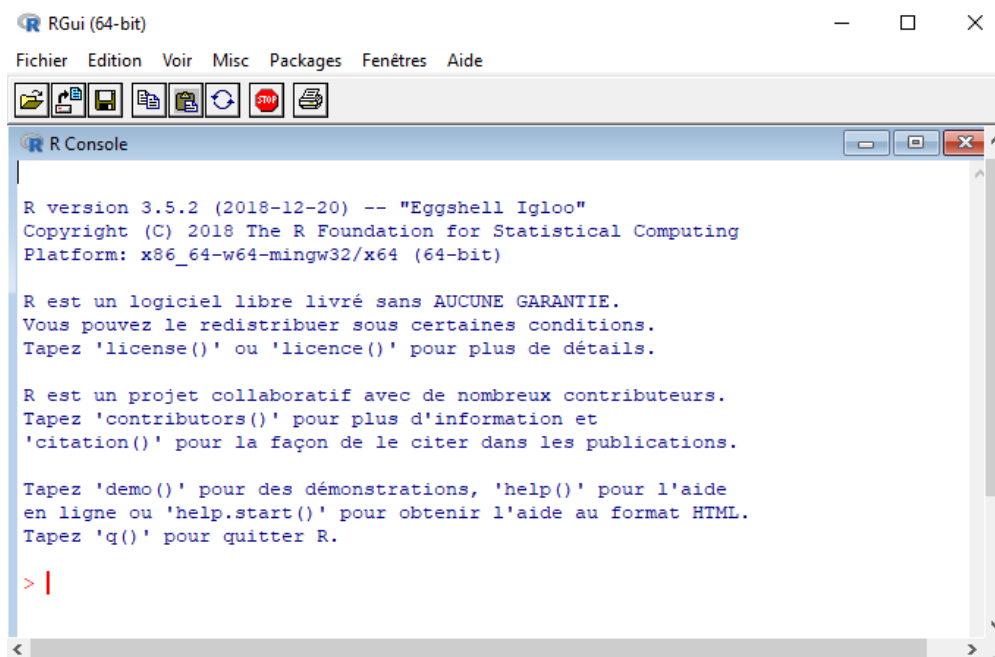 RGui (64-bit)
Fichier Edition Voir Misc Packages Fenêtres Aide
STOP
R Console
R version 3.5.2 (2018-12-20) -- "Eggshell Igloo"
Copyright (C) 2018 The R Foundation for Statistical Computing
Platform: x86_64-w64-mingw32/x64 (64-bit)
R est un logiciel libre livré sans AUCUNE GARANTIE.
Vous pouvez le redistribuer sous certaines conditions.
Tapez 'license()' ou 'licence()' pour plus de détails.
R est un projet collaboratif avec de nombreux contributeurs.
Tapez 'contributors()' pour plus d'information et
'citation()' pour la façon de le citer dans les publications.
Tapez 'demo()' pour des démonstrations, 'help()' pour l'aide
en ligne ou 'help.start()' pour obtenir l'aide au format HTML.
Tapez 'q()' pour quitter R.
>